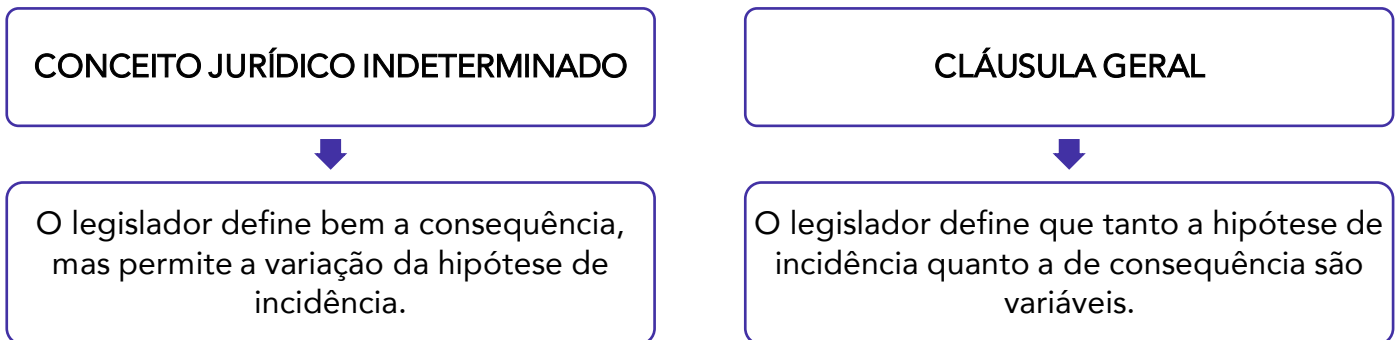 CONCEITO JURÍDICO INDETERMINADO
O legislador define bem a consequência,
mas permite a variação da hipótese de
incidência.
CLÁUSULA GERAL
O legislador define que tanto a hipótese de
incidência quanto a de consequência são
variáveis.